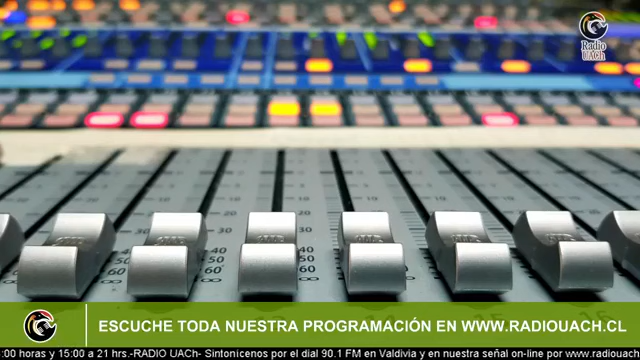 Radio
UACh
ESCUCHE TODA NUESTRA PROGRAMACIÓN EN WWW.RADIOUACH.CL
:00 horas y 15:00 a 21 hrs.-RADIO UACh- Sintonícenos por el dial 90.1 FM en Valdivia y en nuestra señal on-line por www.radiouach